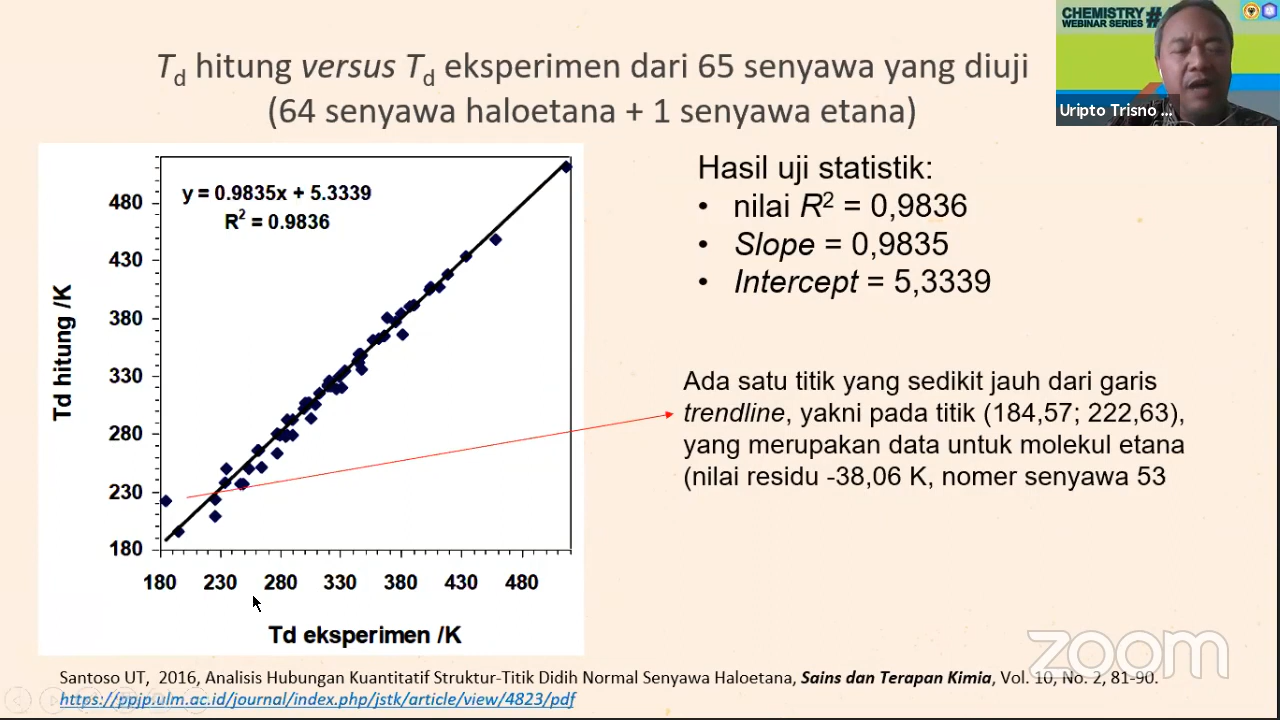 CHEMISTRY #
WEBINAR SERIES
Uripto Trisno ...
Td hitung versus Td eksperimen dari 65 senyawa yang diuji
(64 senyawa haloetana + 1 senyawa etana)
y = 0.9835x + 5.3339
R² = 0.9836
480
430
380
330
280
230
180
Td hitung /K
180 230 280 330 380 430 480
Td eksperimen /K
Hasil uji statistik:
• nilai R² = 0,9836
• Slope = 0,9835
• Intercept = 5,3339
Ada satu titik yang sedikit jauh dari garis
trendline, yakni pada titik (184,57; 222,63),
yang merupakan data untuk molekul etana
(nilai residu -38,06 K, nomer senyawa 53
zoom
Santoso UT, 2016, Analisis Hubungan Kuantitatif Struktur-Titik Didih Normal Senyawa Haloetana, Sains dan Terapan Kimia, Vol. 10, No. 2, 81-90.
https://ppjp.ulm.ac.id/journal/index.php/jstk/article/view/4823/pdf